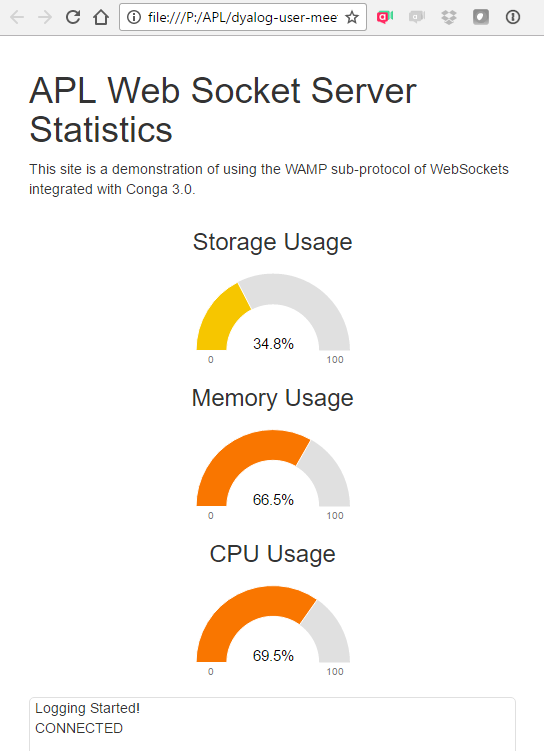 file:///P:/APL/dyalog-user-mee
APL Web Socket Server
Statistics
This site is a demonstration of using the WAMP sub-protocol of WebSockets
integrated with Conga 3.0.
Storage Usage
34.8%
0 100
Memory Usage
66.5%
0 100
CPU Usage
69.5%
0 100
Logging Started!
CONNECTED